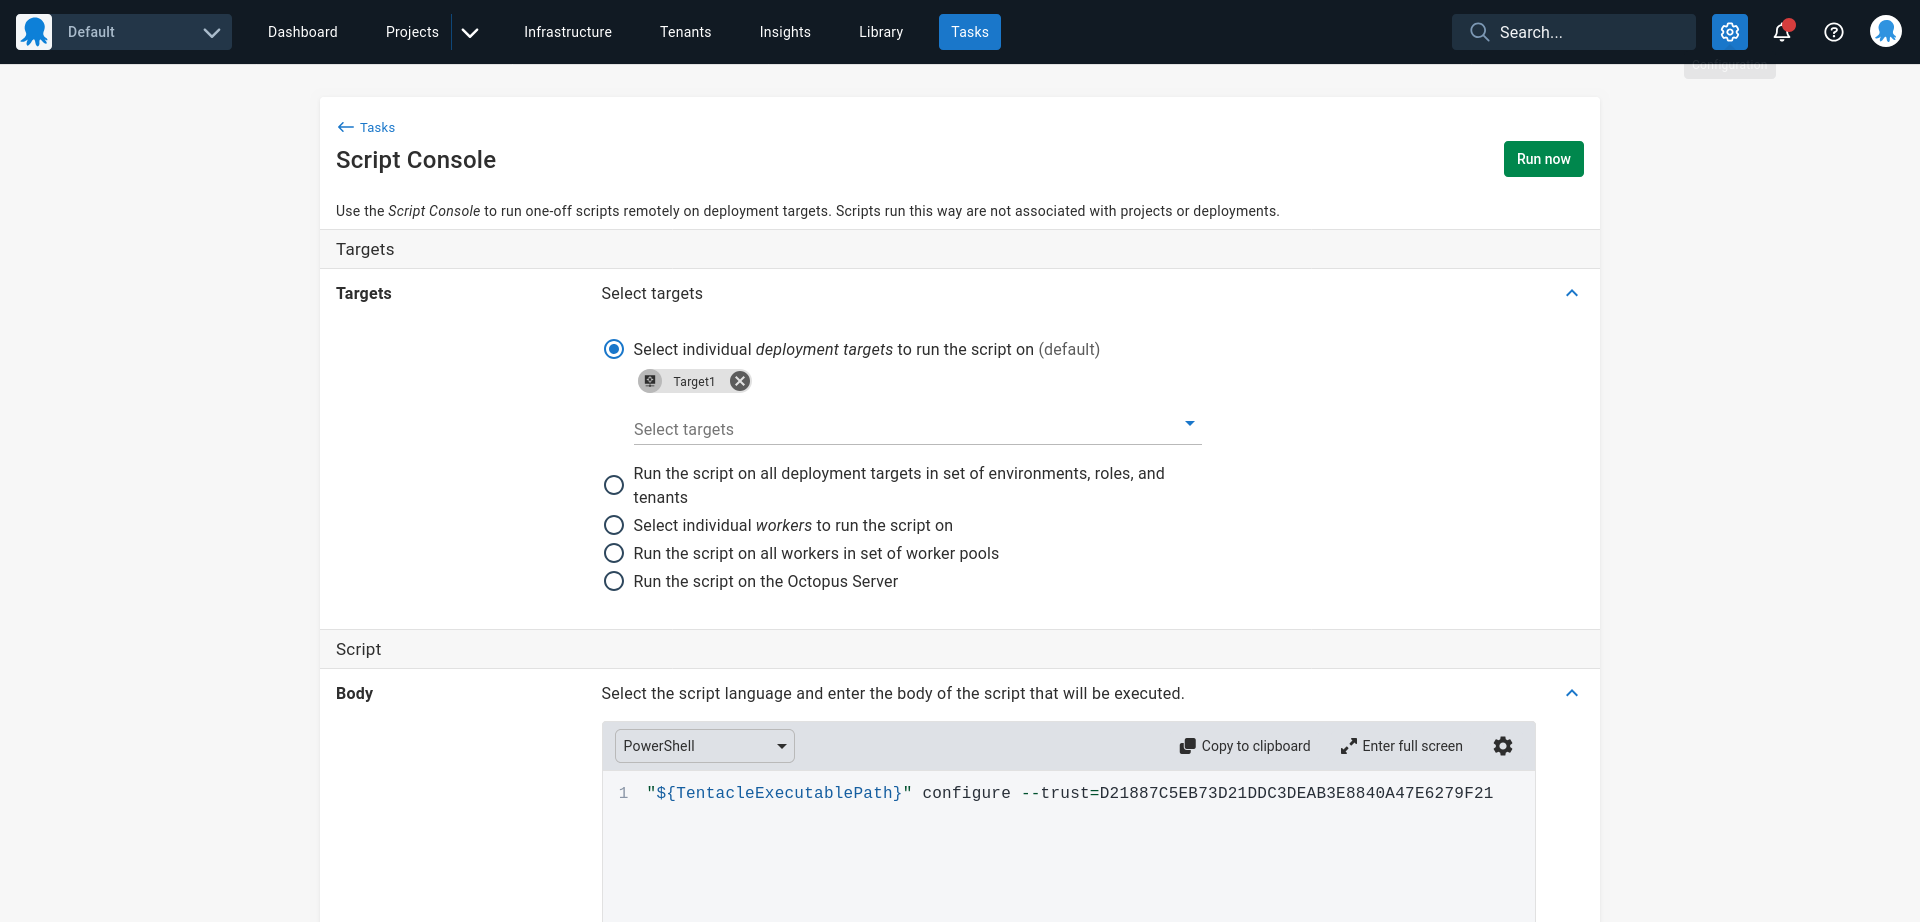 Default
Dashboard
Projects
Infrastructure
Tenants
Insights
Library
Tasks
Search...
Configuration
Tasks
Script Console
Run now
Use the Script Console to run one-off scripts remotely on deployment targets. Scripts run this way are not associated with projects or deployments.
Targets
Targets
Select targets
Select individual deployment targets to run the script on (default)
Target1
Select targets
Run the script on all deployment targets in set of environments, roles, and
tenants
Select individual workers to run the script on
Run the script on all workers in set of worker pools
Run the script on the Octopus Server
Script
Body
Select the script language and enter the body of the script that will be executed.
PowerShell
Copy to clipboard
Enter full screen
1 "${TentacleExecutablePath}" configure --trust=D21887C5EB73D21DDC3DEAB3E8840A47E6279F21